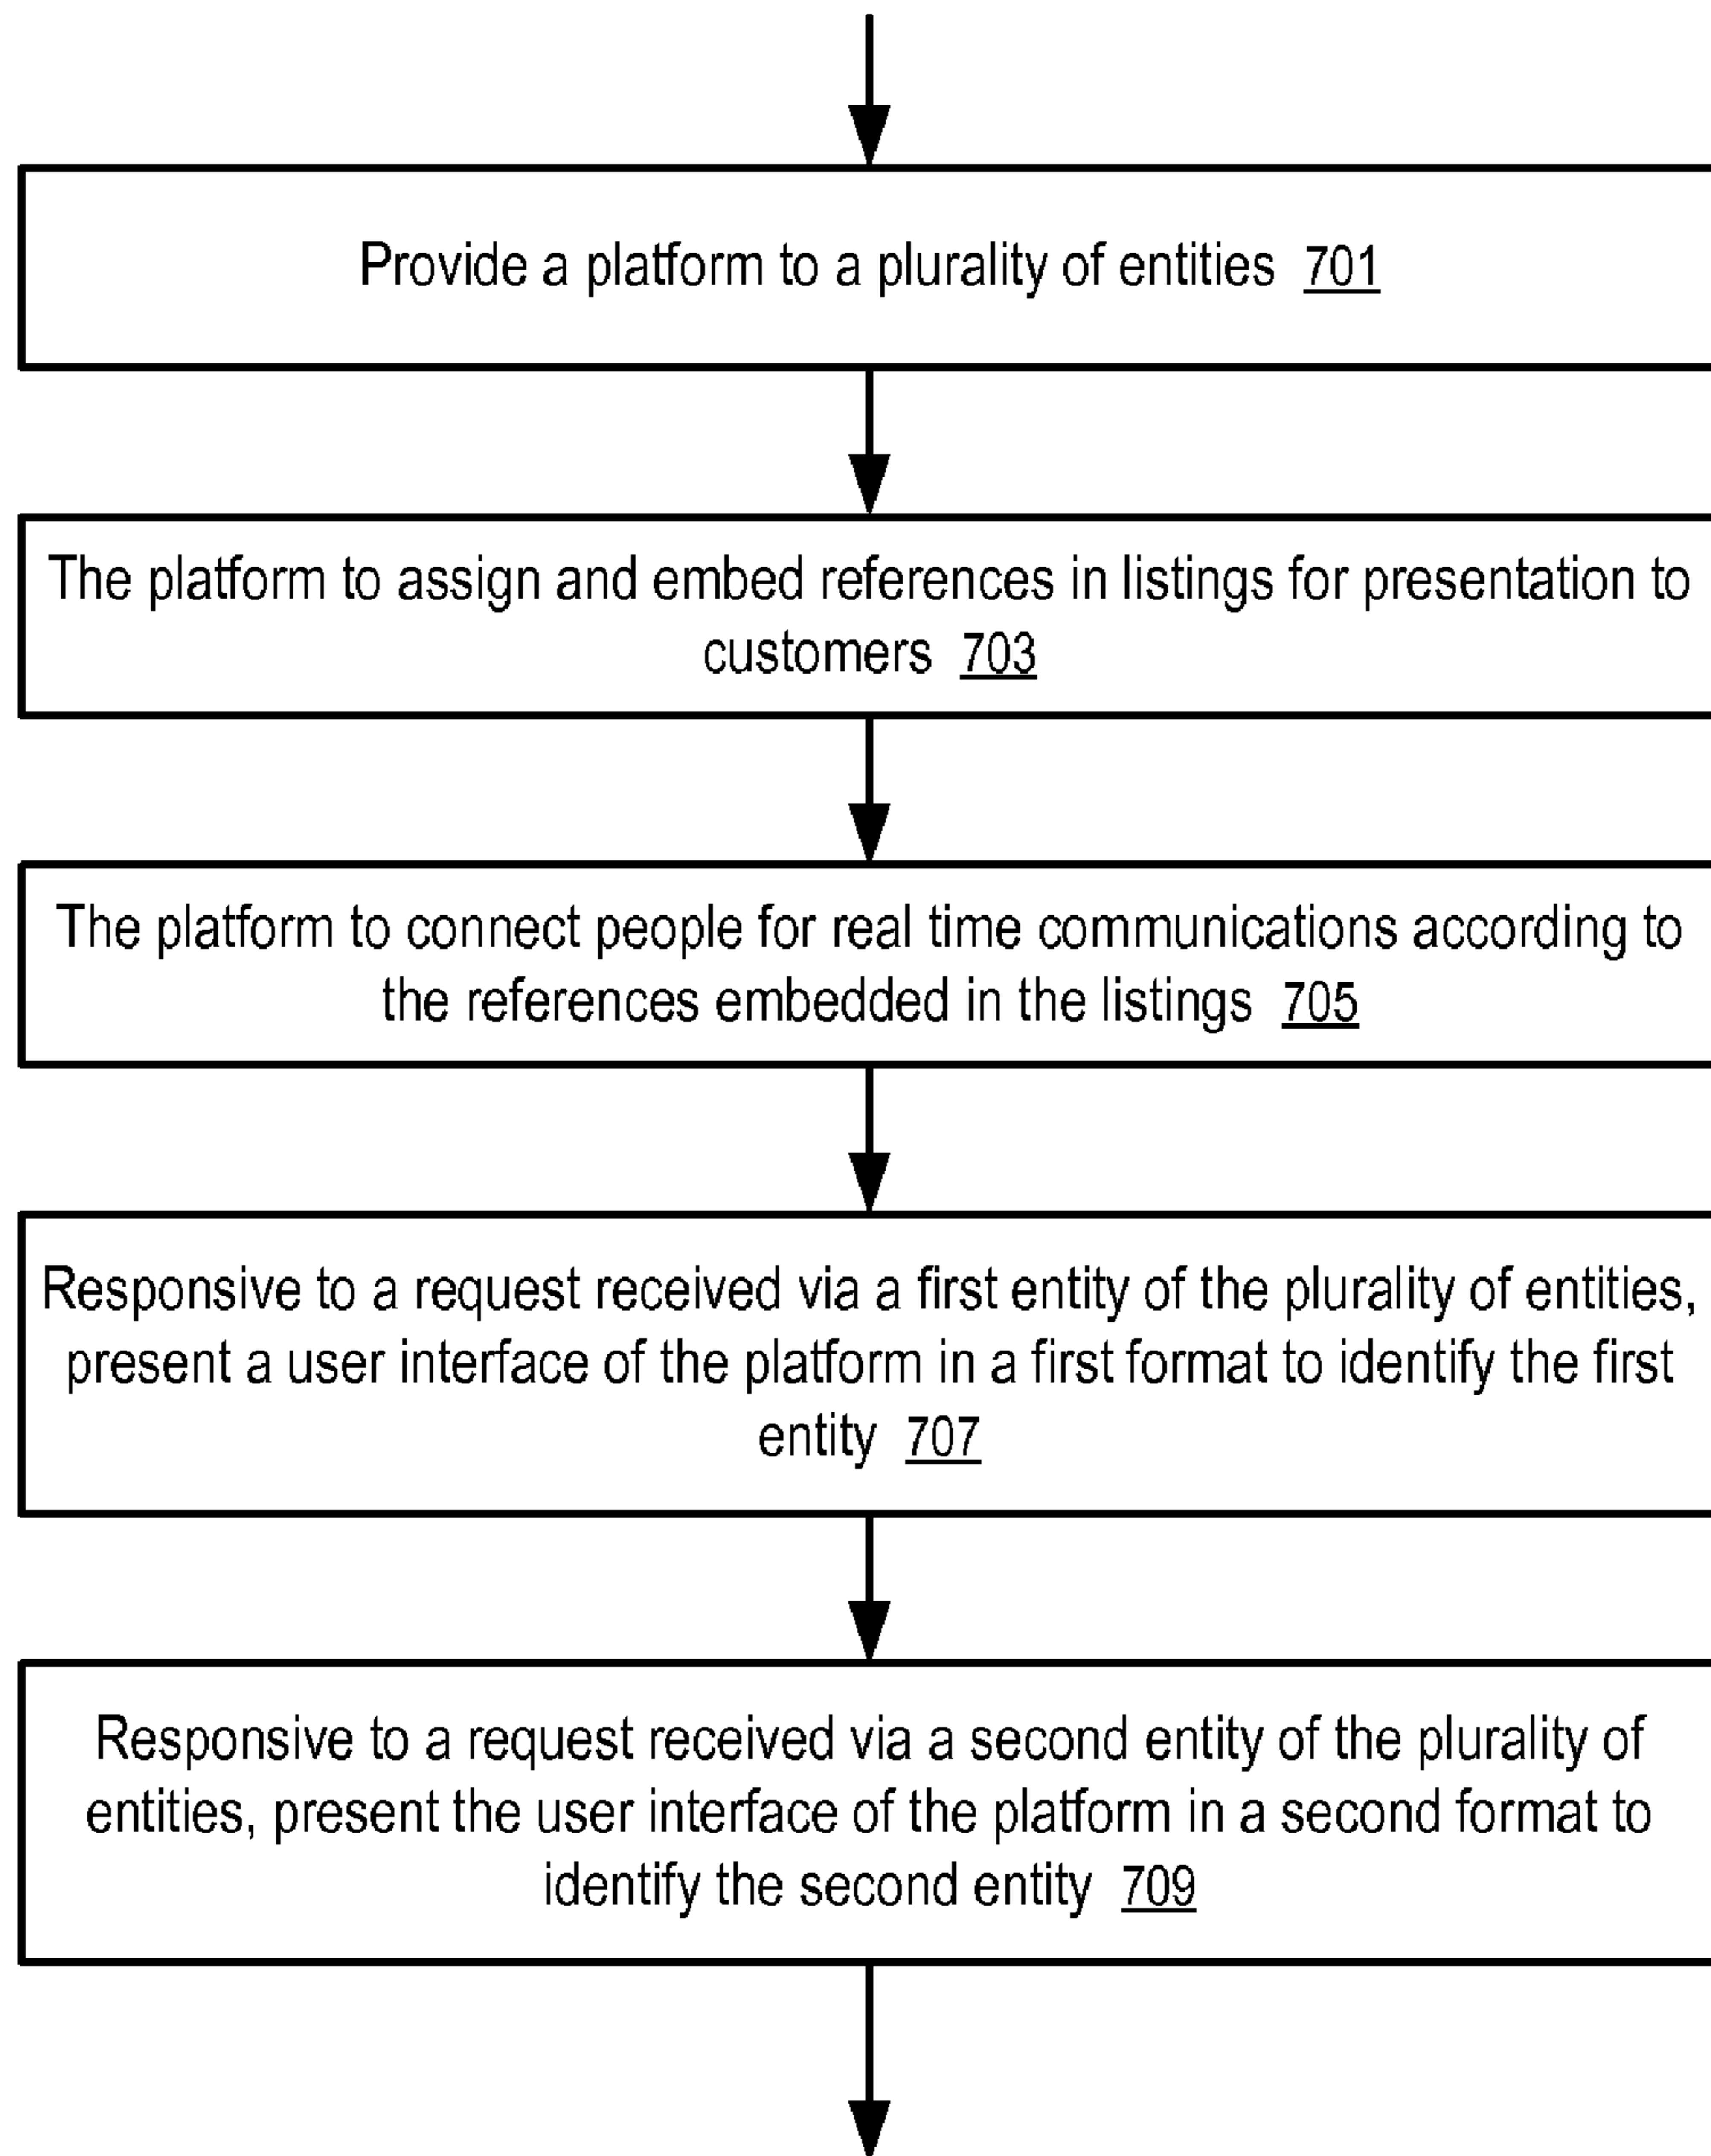 Provide a platform to a plurality of entities 701
The platform to assign and embed references in listings for presentation to
customers 703
The platform to connect people for real time communications according to
the references embedded in the listings 705
Responsive to a request received via a first entity of the plurality of entities,
present a user interface of the platform in a first format to identify the first
entity 707
Responsive to a request received via a second entity of the plurality of
entities, present the user interface of the platform in a second format to
identify the second entity 709